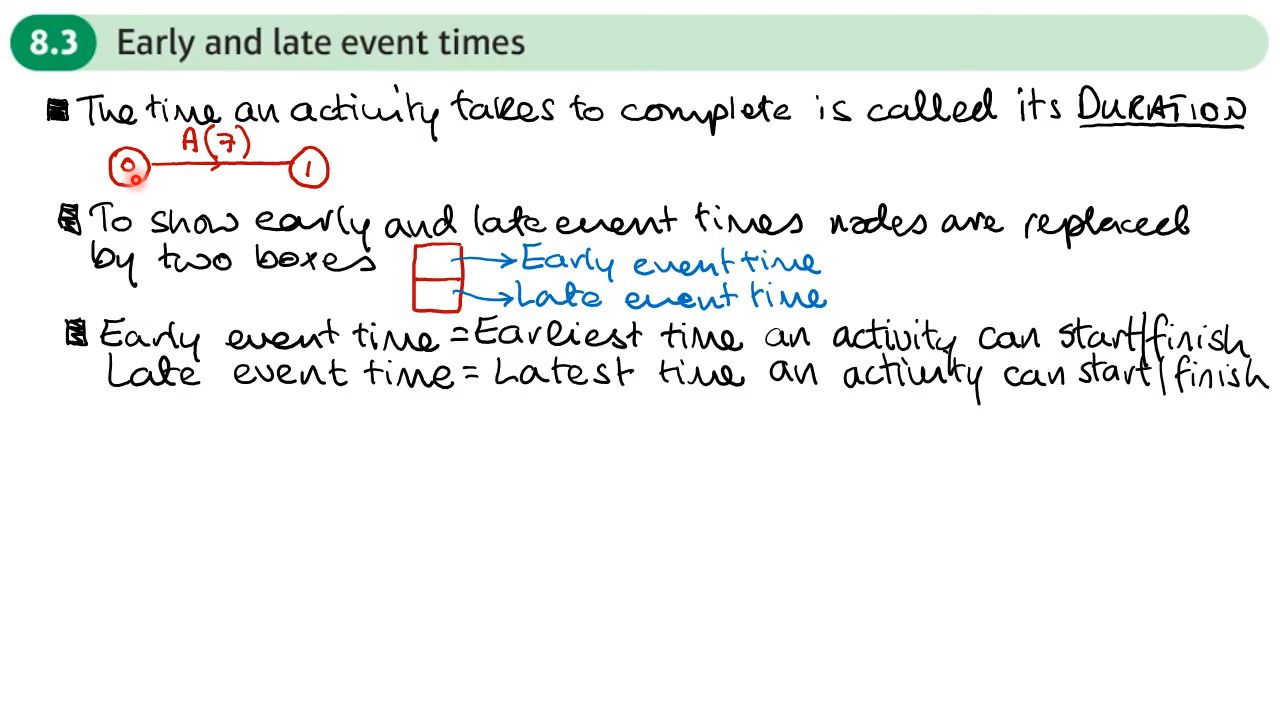 8.3 Early and late event times
The time an activity takes to complete is called its DURATION
A(7)
0 1
To show early and late event times nodes are replaced
by two boxes → Early event time
→ Late event time
Early event time = Earliest time an activity can start/finish
Late event time = Latest time an activity can start/finish